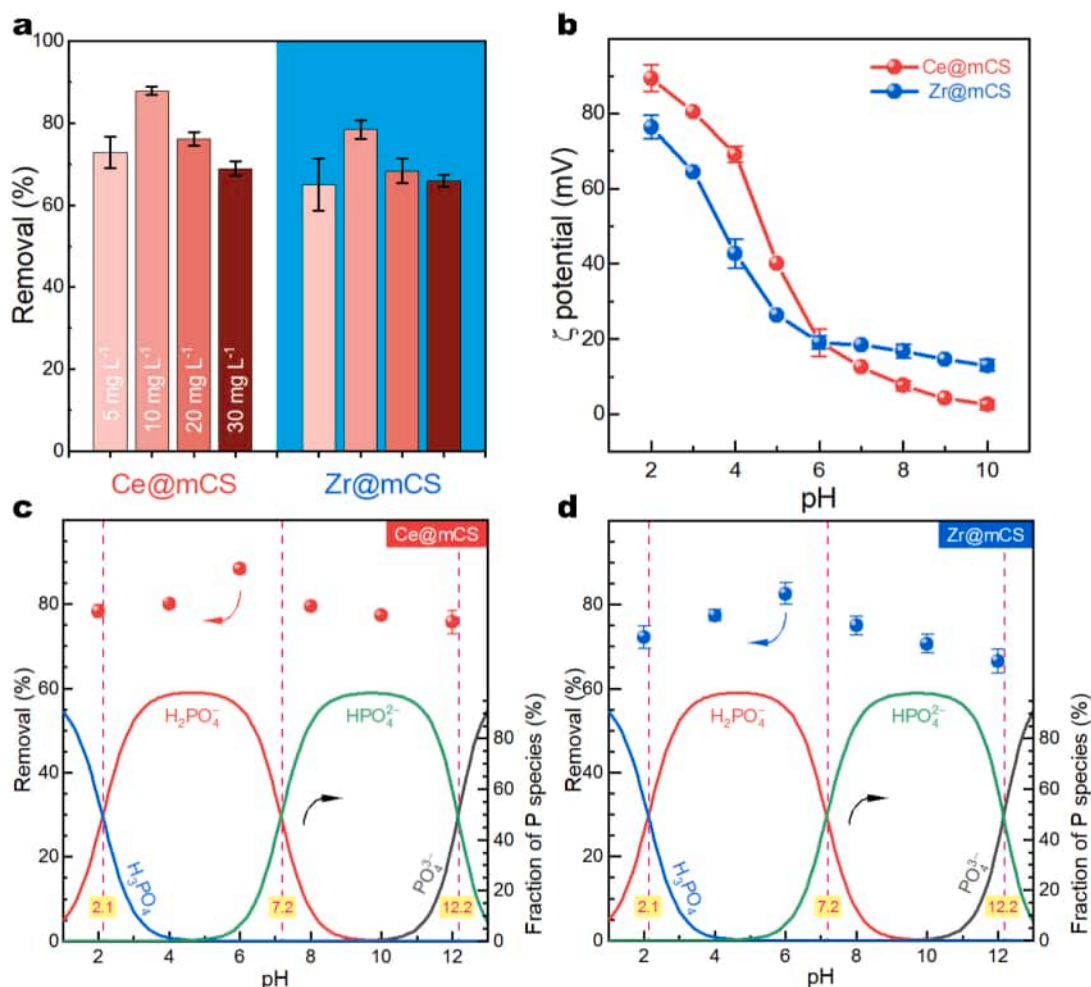 a
Removal (%)
100
80
60
40
20
0
5 mg L⁻¹
10 mg L⁻¹
20 mg L⁻¹
30 mg L⁻¹
Ce@mCS
Zr@mCS
b
Ce@mCS
Zr@mCS
ζ potential (mV)
80
60
40
20
0
2 4 6 8 10
pH
c
Ce@mCS
Removal (%)
80
60
40
20
0
H₂PO₄⁻
HPO₄²⁻
H₃PO₄
PO₄³⁻
2.1
7.2
12.2
Fraction of P species (%)
80
60
40
20
0
2 4 6 8 10 12
pH
d
Zr@mCS
Removal (%)
80
60
40
20
0
H₂PO₄⁻
HPO₄²⁻
H₃PO₄
PO₄³⁻
2.1
7.2
12.2
Fraction of P species (%)
80
60
40
20
0
2 4 6 8 10 12
pH